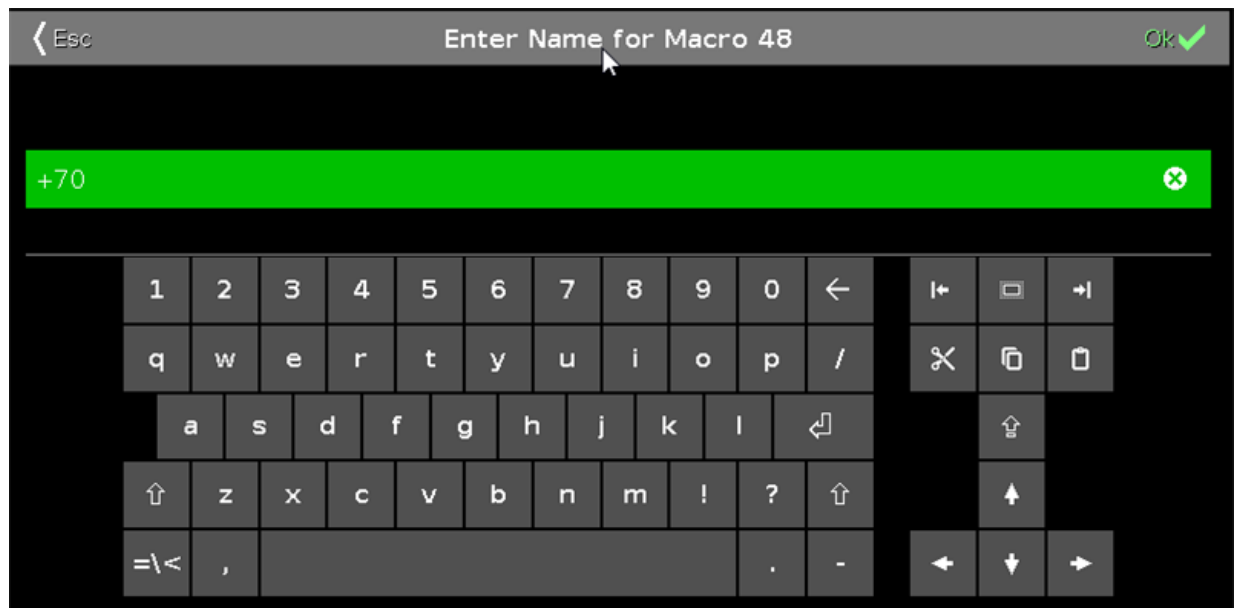 Esc Enter Name for Macro 48 Ok
+70
1 2 3 4 5 6 7 8 9 0
q w e r t y u i o p /
a s d f g h j k l
z x c v b n m ! ?
=\< , . -